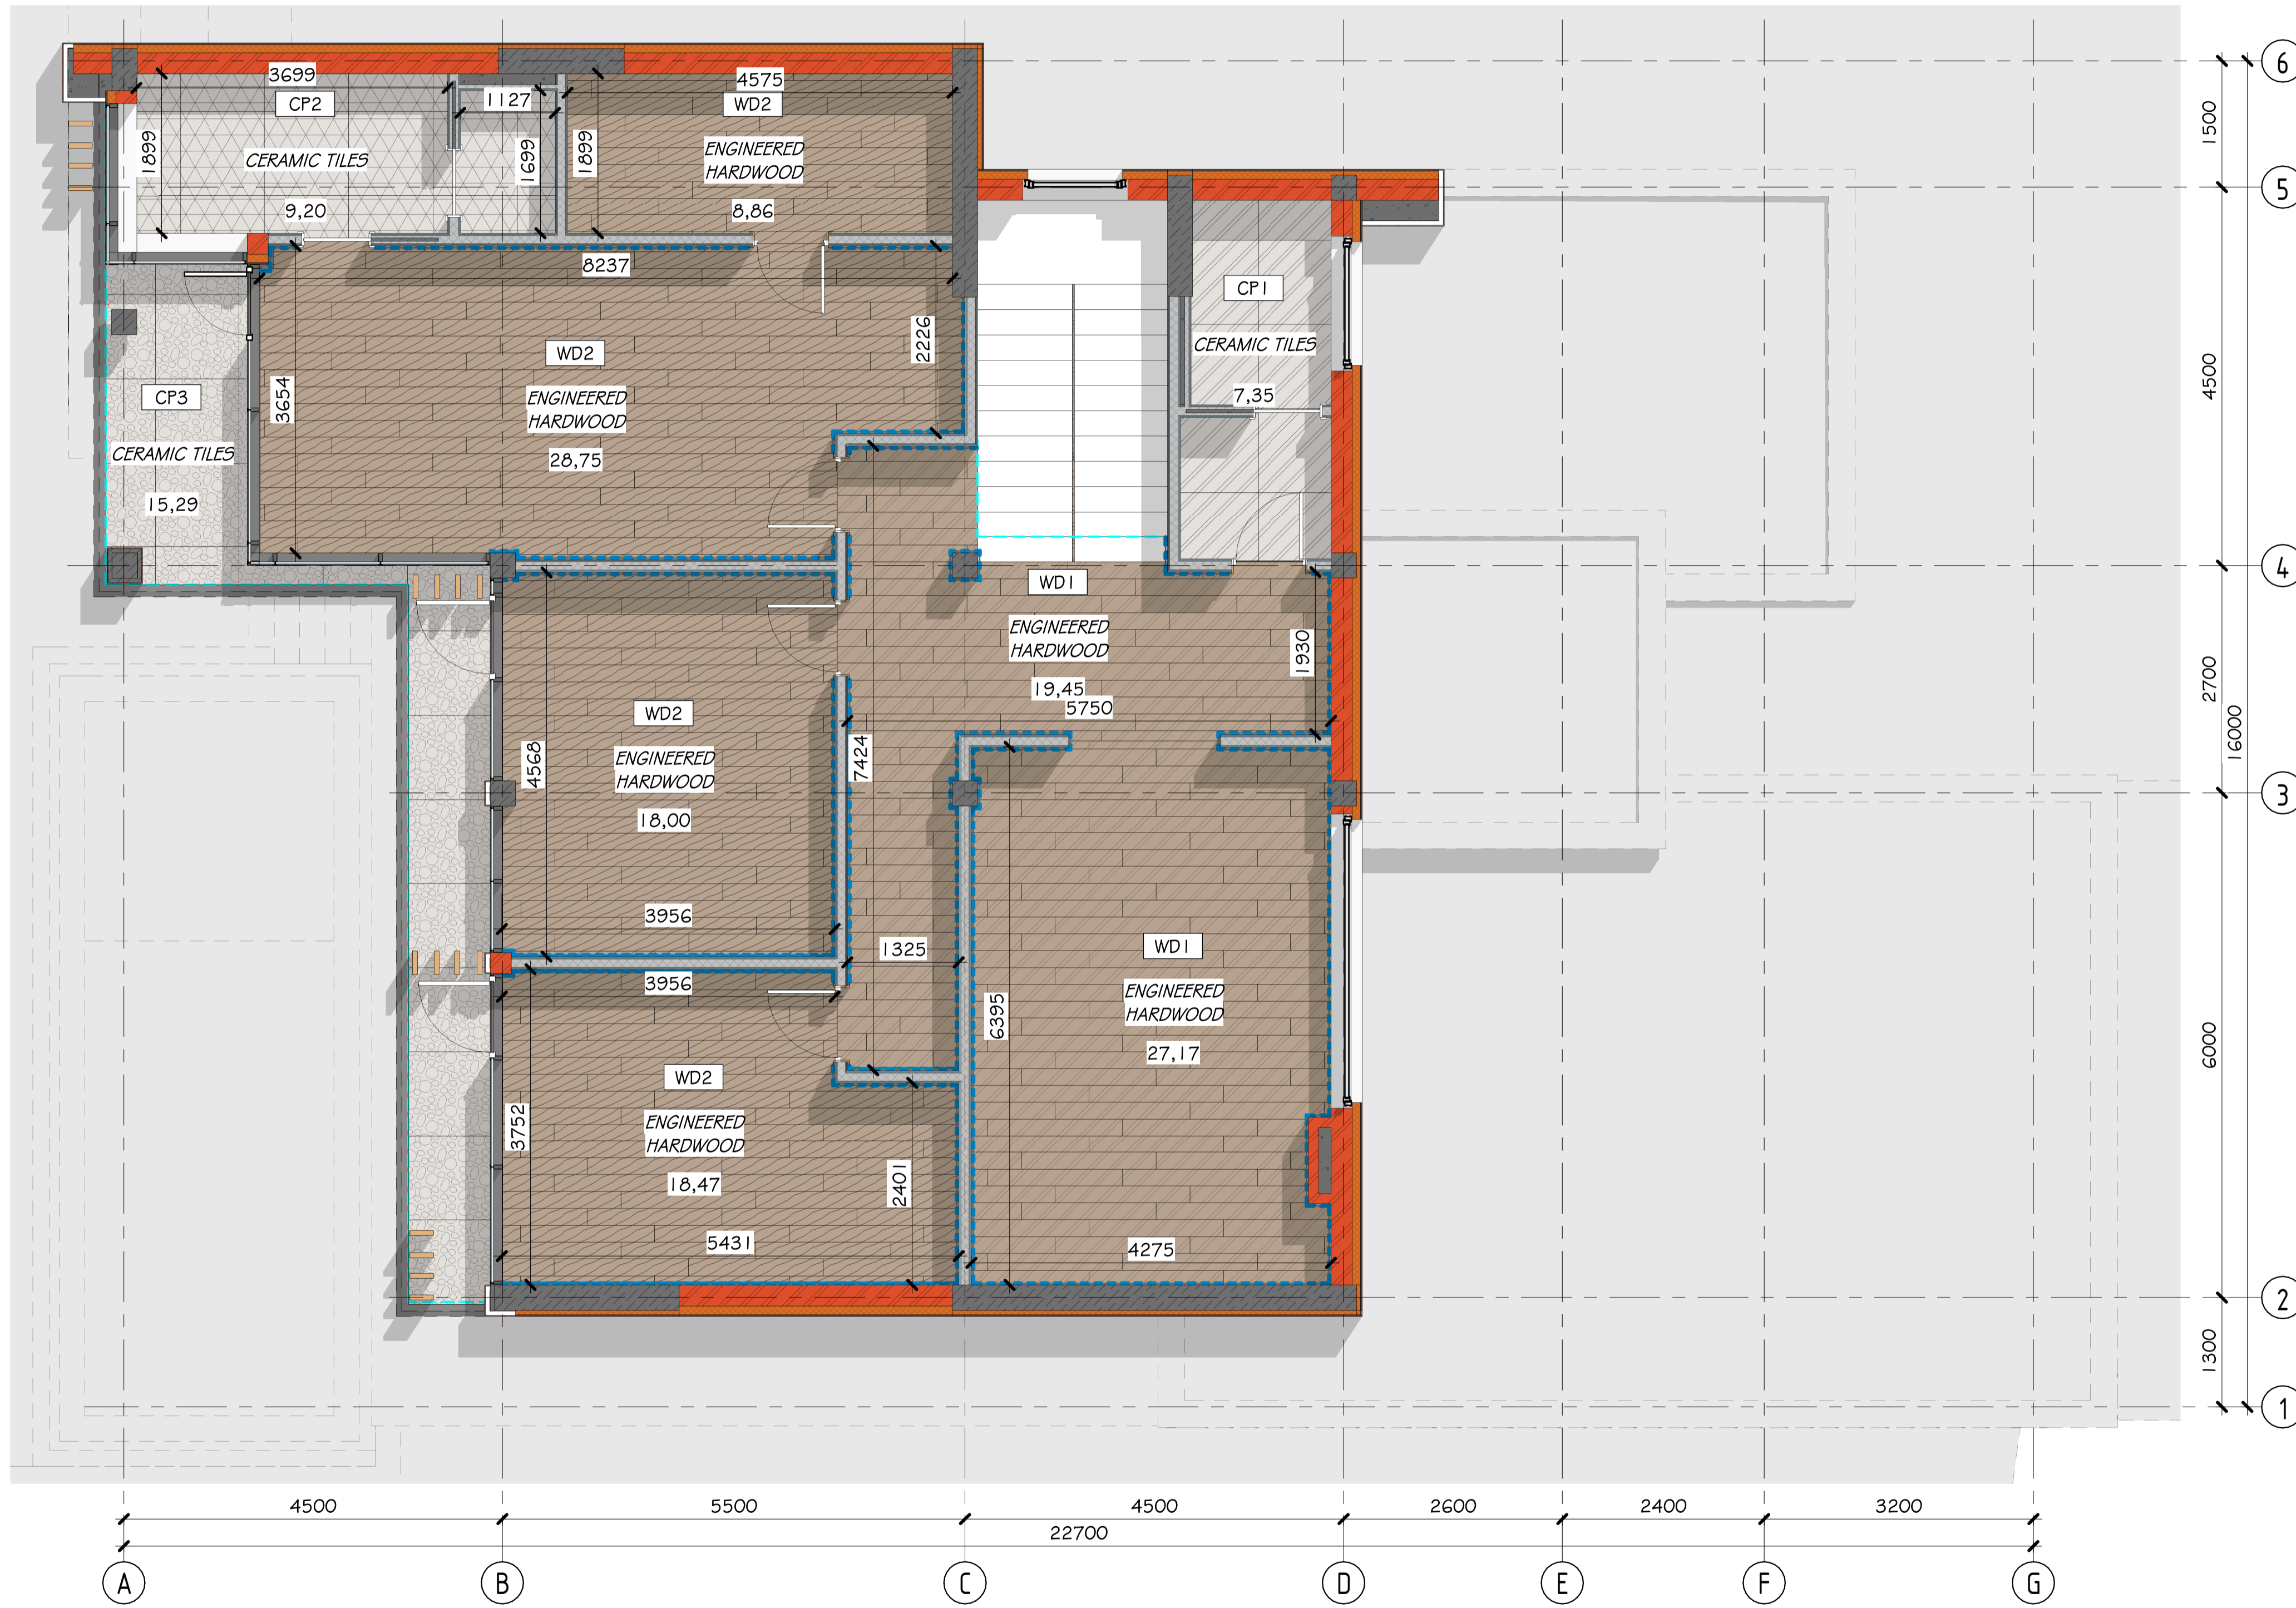 6
3699
4575
CP2
1127
WD2
1500
1899
CERAMIC TILES
1699
1899
ENGINEERED
HARDWOOD
5
9,20
8,86
8237
CP1
2226
CERAMIC TILES
WD2
4500
CP3
3654
ENGINEERED
HARDWOOD
7,35
CERAMIC TILES
28,75
15,29
4
WD1
ENGINEERED
HARDWOOD
1930
2700
19,45
5750
WD2
16000
4568
ENGINEERED
HARDWOOD
7424
3
18,00
3956
1325
WD1
3956
ENGINEERED
HARDWOOD
6395
6000
27,17
WD2
3752
ENGINEERED
HARDWOOD
18,47
2401
5431
4275
2
1300
1
4500
5500
4500
2600
2400
3200
22700
A
B
C
D
E
F
G